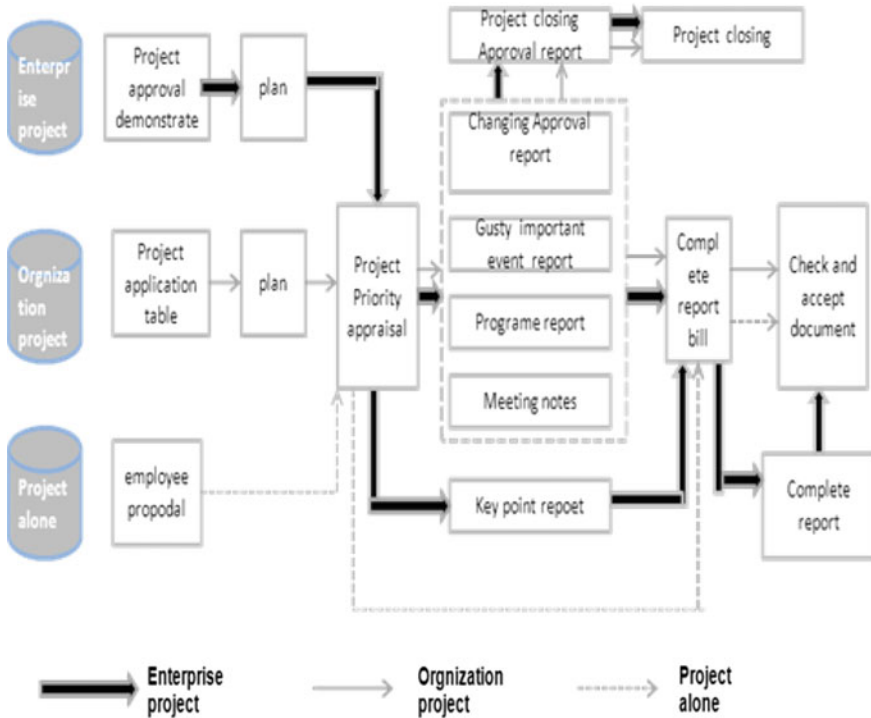 Project closing
Approval report
Project closing
Enterpr
ise
project
Project
approval
demonstrate
plan
Changing Approval
report
Orgniza
tion
project
Project
application
table
plan
Project
Priority
appraisal
Gusty important
event report
Programe report
Meeting notes
Compl
ete
report
bill
Check and
accept
document
Project
alone
employee
propodal
Key point repoet
Complete
report
Enterprise
project
Orgnization
project
Project
alone